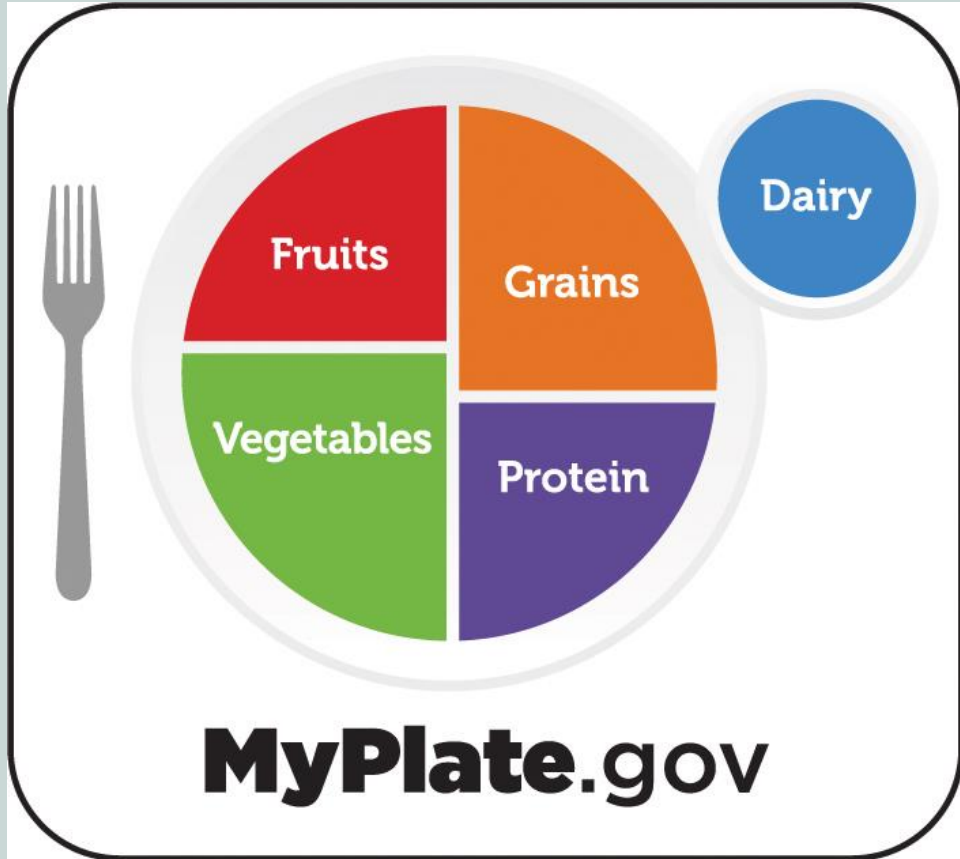 Dairy
Fruits
Grains
Vegetables
Protein
MyPlate.gov